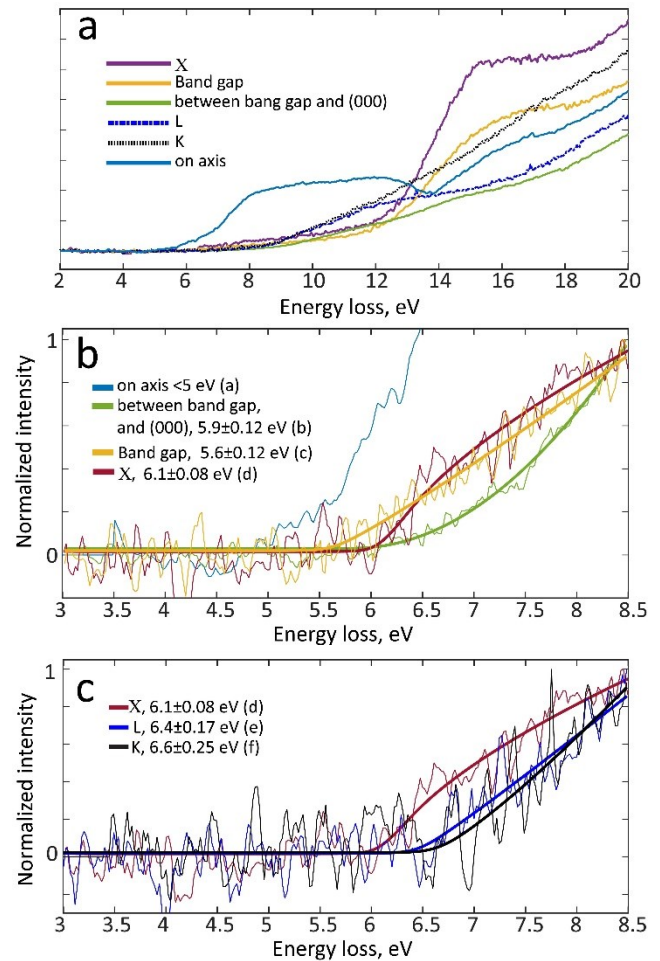 a
X
Band gap
between bang gap and (000)
L
K
on axis
2 4 6 8 10 12 14 16 18 20
Energy loss, eV
b
on axis <5 eV (a)
between band gap,
and (000), 5.9±0.12 eV (b)
Band gap, 5.6±0.12 eV (c)
X, 6.1±0.08 eV (d)
Normalized intensity
1
0
3 3.5 4 4.5 5 5.5 6 6.5 7 7.5 8 8.5
Energy loss, eV
c
X, 6.1±0.08 eV (d)
L, 6.4±0.17 eV (e)
K, 6.6±0.25 eV (f)
Normalized intensity
1
0
3 3.5 4 4.5 5 5.5 6 6.5 7 7.5 8 8.5
Energy loss, eV